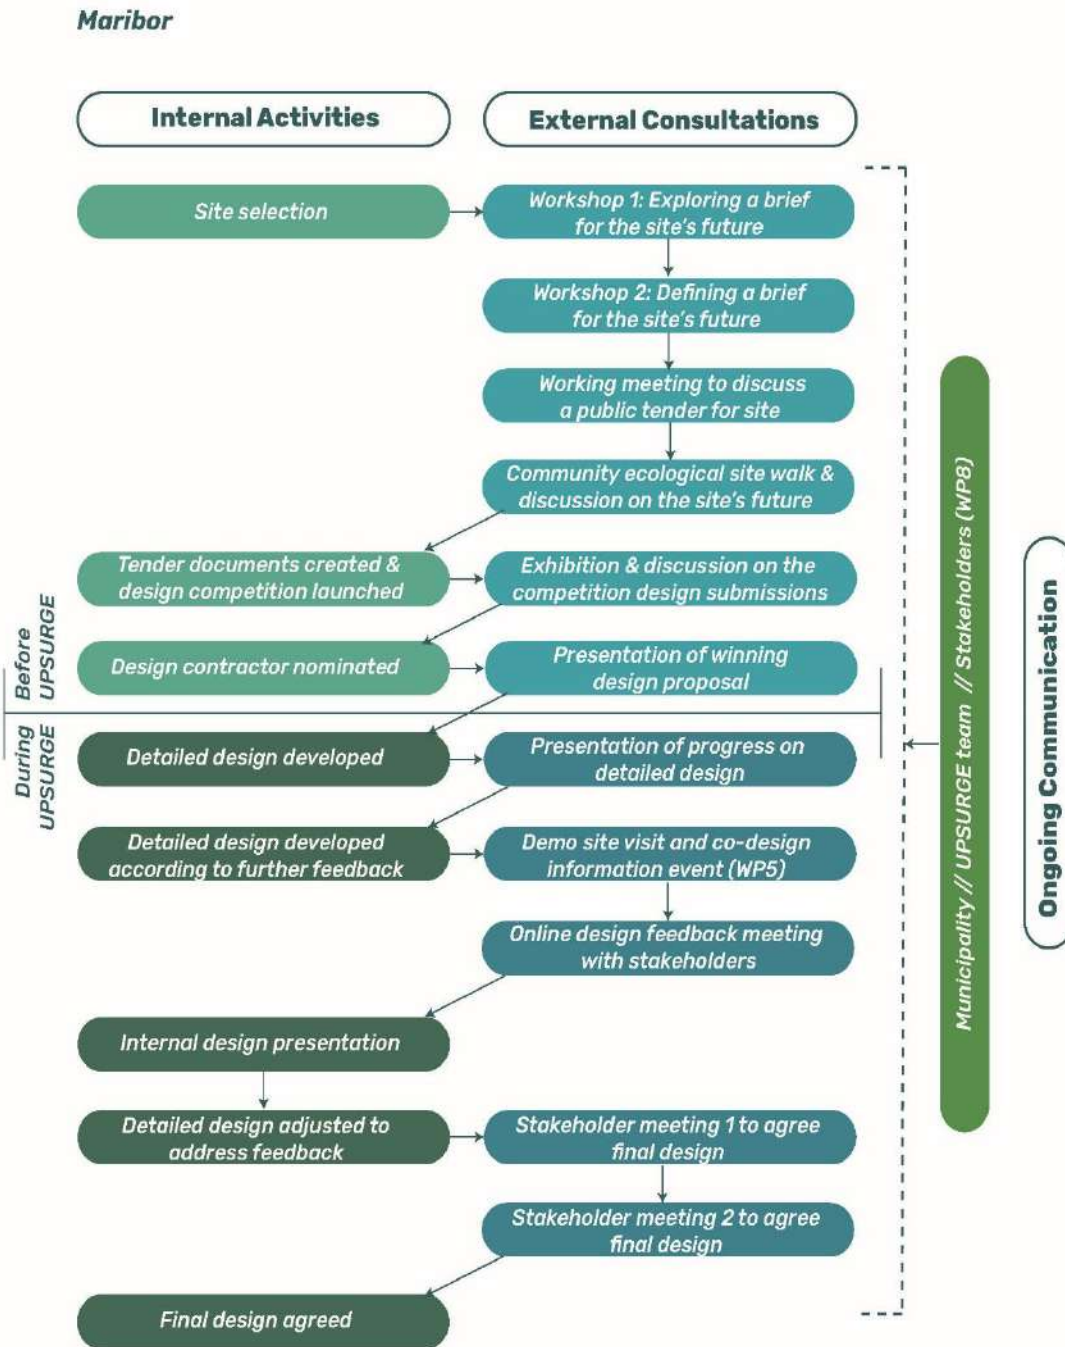 Maribor
Internal Activities
External Consultations
Site selection
Workshop 1: Exploring a brief
for the site's future
Workshop 2: Defining a brief
for the site's future
Working meeting to discuss
a public tender for site
Community ecological site walk &
discussion on the site's future
Tender documents created &
design competition launched
Exhibition & discussion on the
competition design submissions
Before
UPSURGE
Design contractor nominated
Presentation of winning
design proposal
During
UPSURGE
Detailed design developed
Presentation of progress on
detailed design
Detailed design developed
according to further feedback
Demo site visit and co-design
information event (WP5)
Online design feedback meeting
with stakeholders
Internal design presentation
Detailed design adjusted to
address feedback
Stakeholder meeting 1 to agree
final design
Stakeholder meeting 2 to agree
final design
Final design agreed
Municipality // UPSURGE team // Stakeholders (WP8)
Ongoing Communication